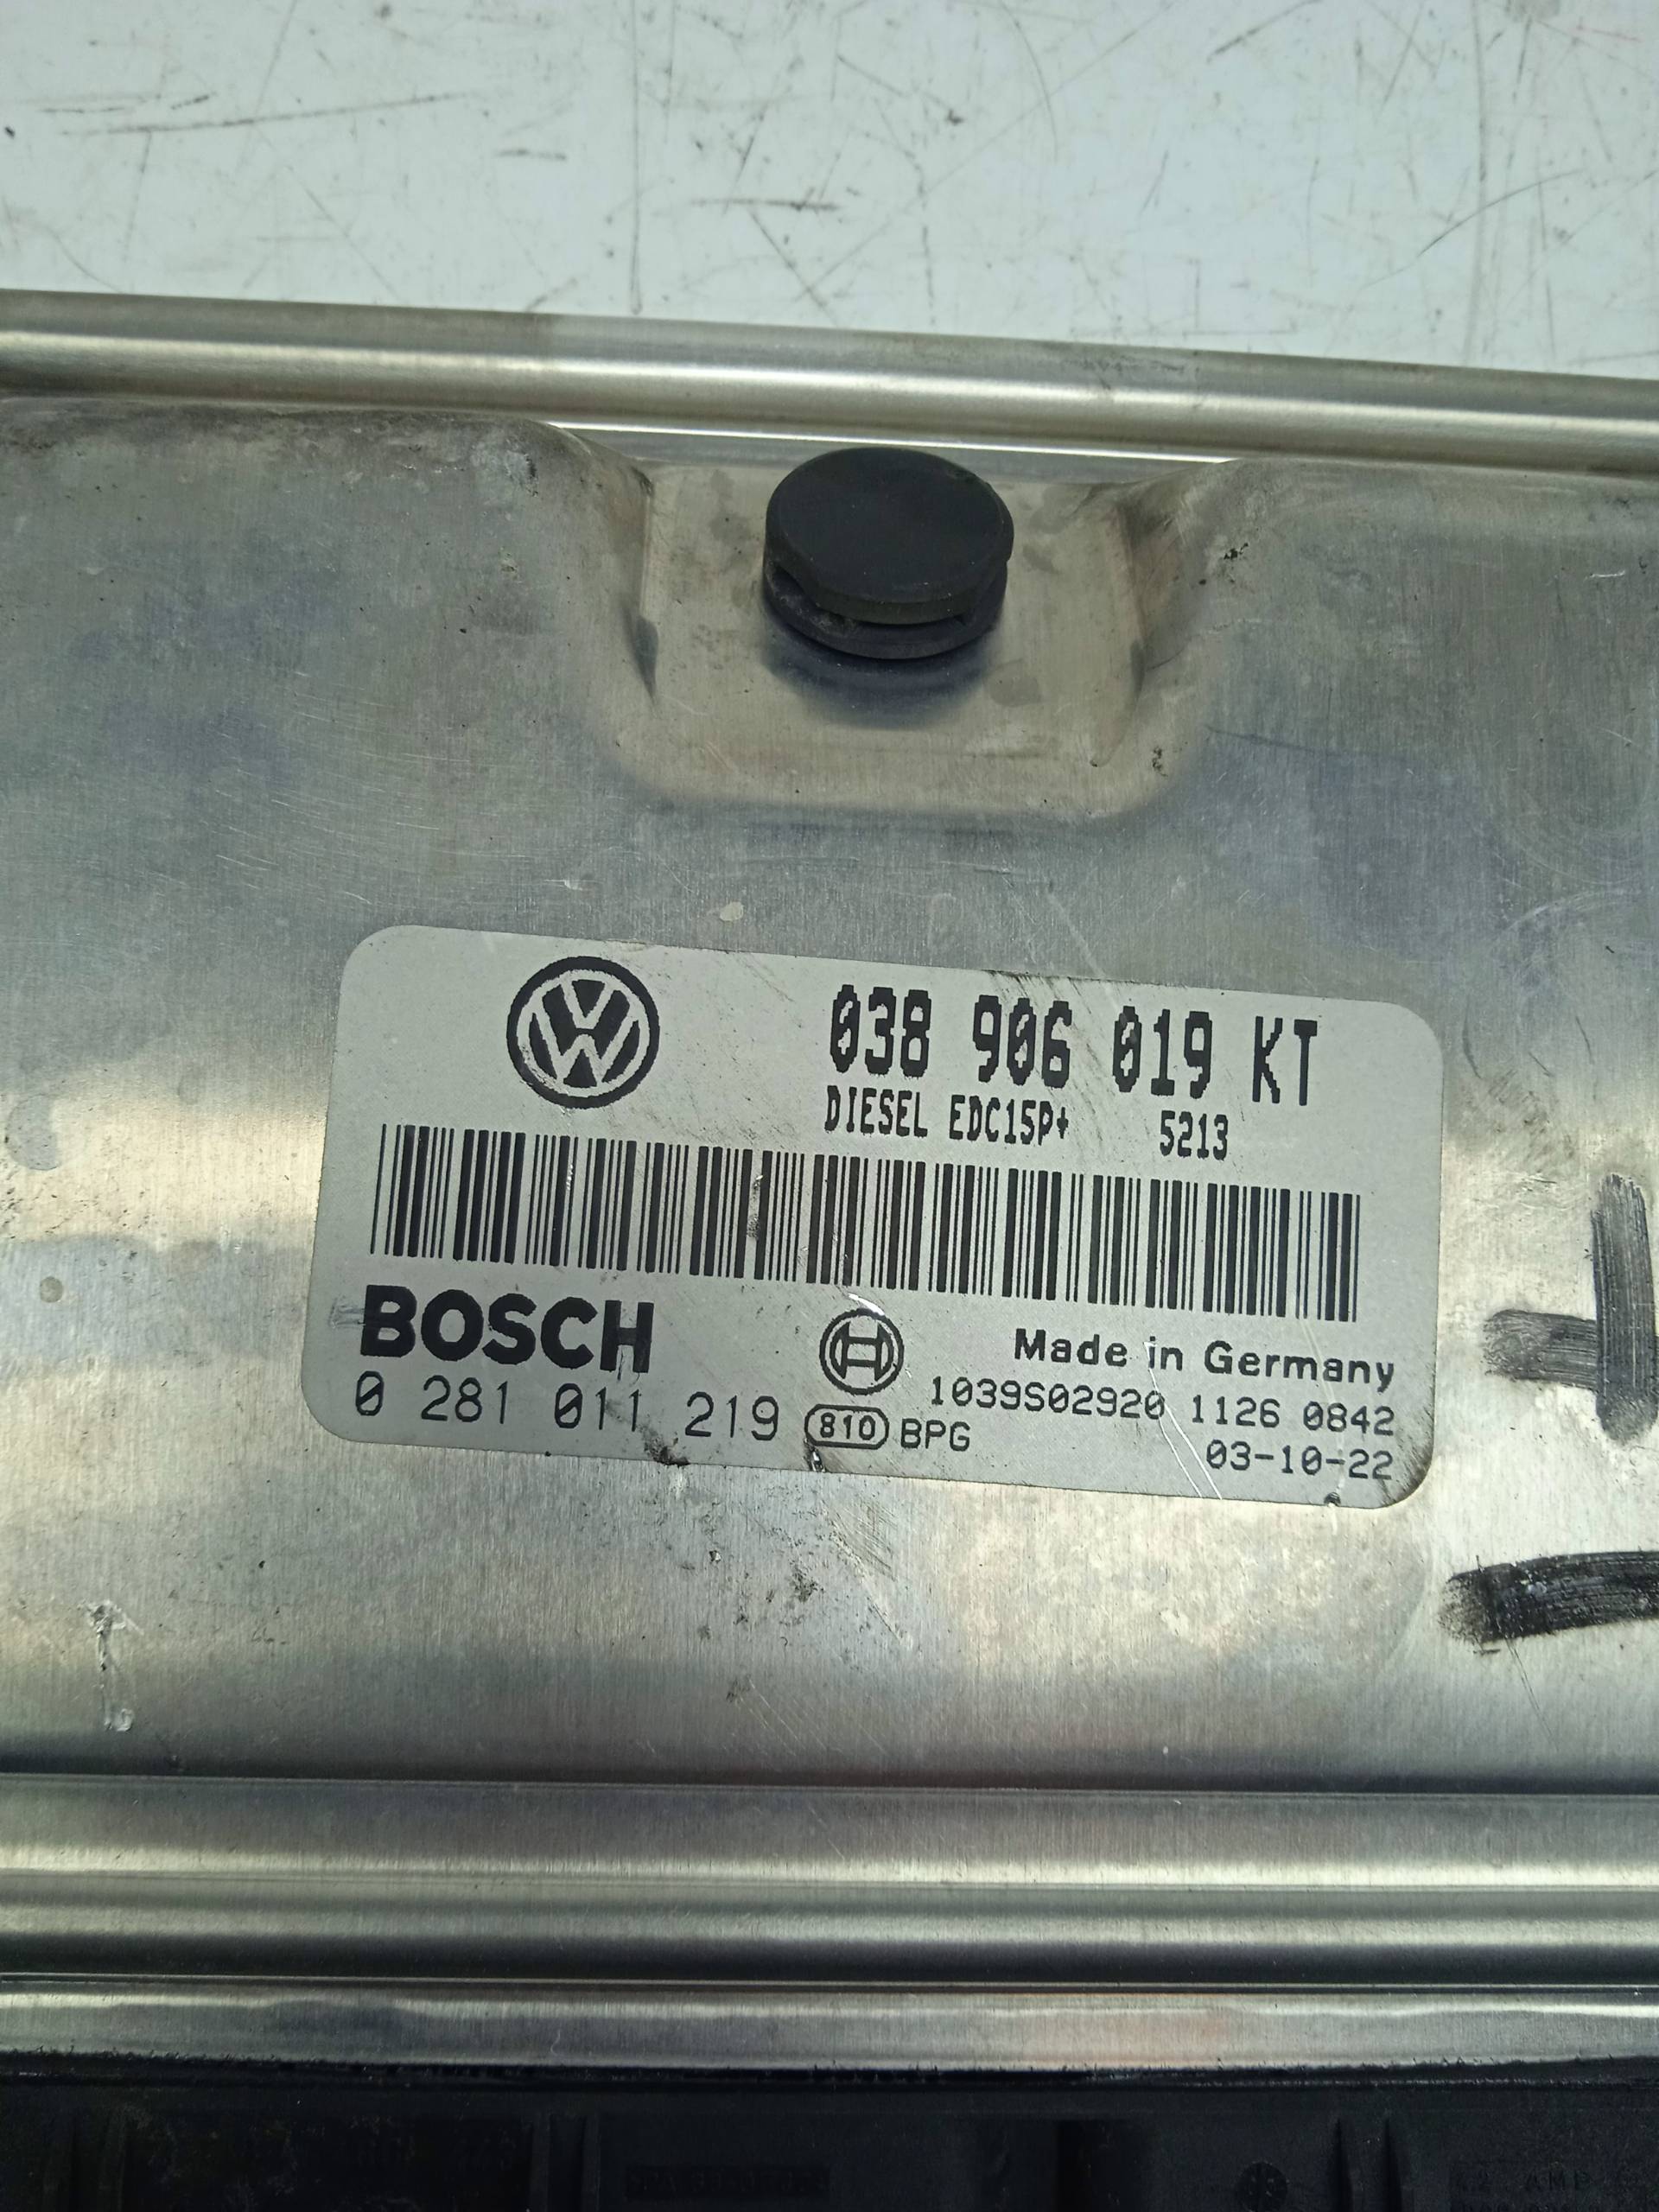 038 906 019 KT
DIESEL EDC15P+ 5213
BOSCH
Made in Germany
0 281 011 219 810 BPG
1039S02920 1126 0842
03-10-22
AMP